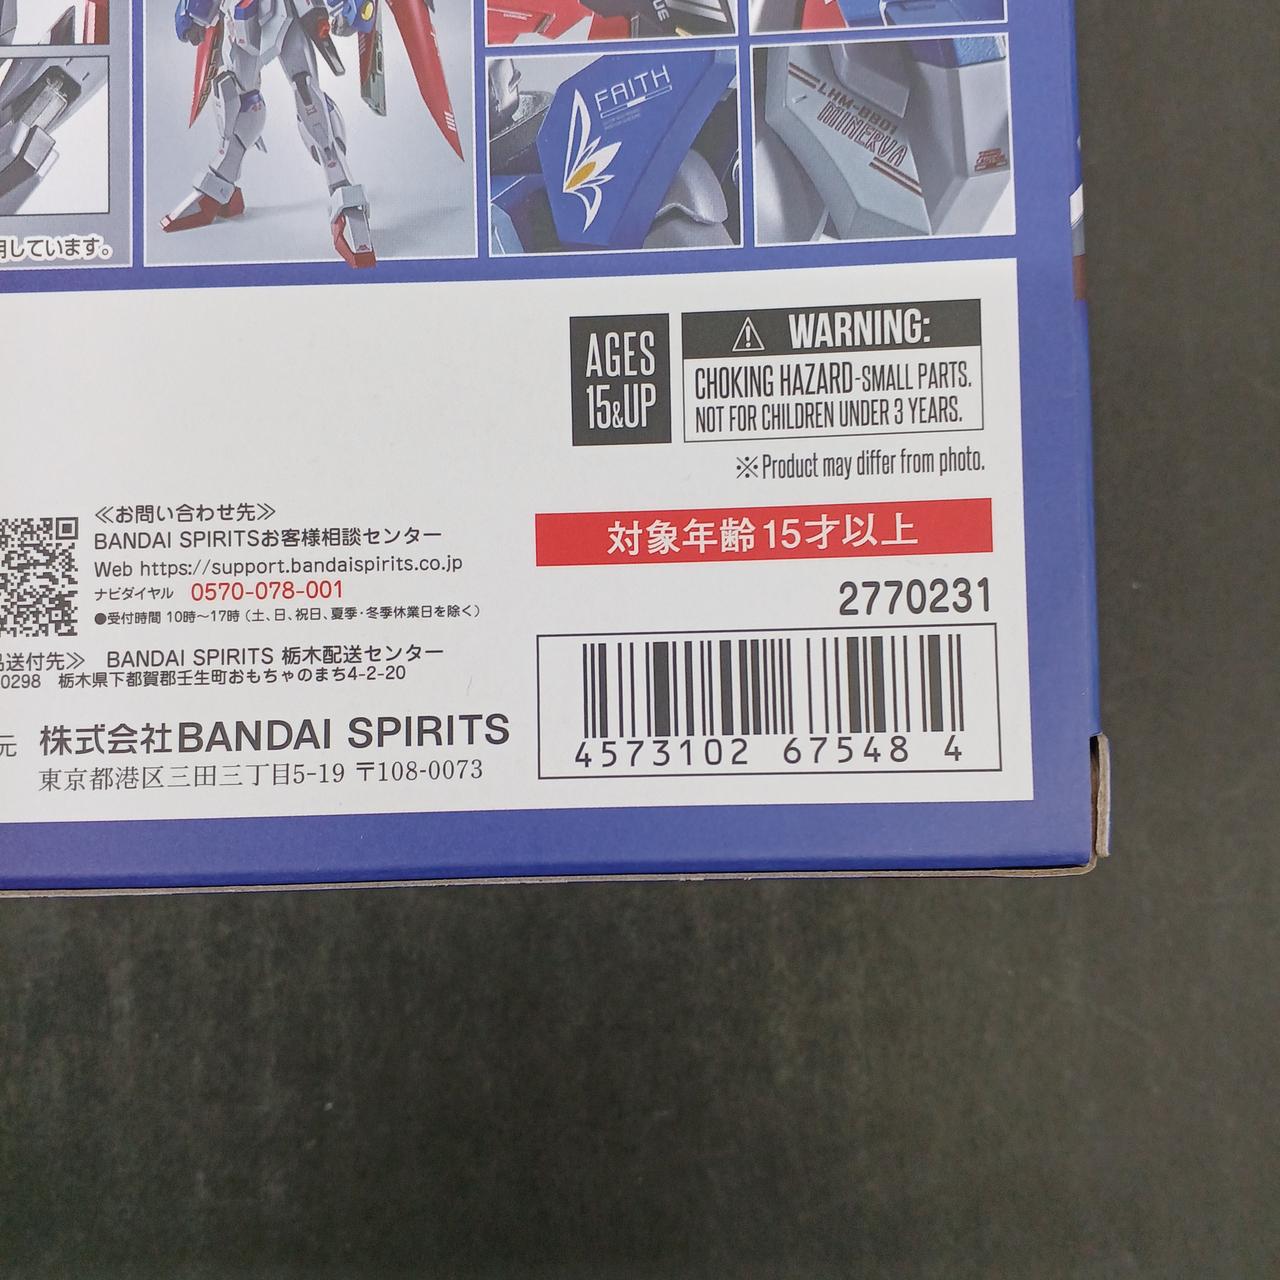 FAITH
LHM-BB01
MINERVA
用しています。
AGES
15&UP
WARNING:
CHOKING HAZARD-SMALL PARTS.
NOT FOR CHILDREN UNDER 3 YEARS.
※Product may differ from photo.
≪お問い合わせ先≫
BANDAI SPIRITSお客様相談センター
Web https://support.bandaispirits.co.jp
ナビダイヤル 0570-078-001
●受付時間 10時～17時（土、日、祝日、夏季・冬季休業日を除く）
品送付先≫ BANDAI SPIRITS 栃木配送センター
0298 栃木県下都賀郡壬生町おもちゃのまち4-2-20
元 株式会社BANDAI SPIRITS
東京都港区三田三丁目5-19 〒108-0073
対象年齢15才以上
2770231
4573102 67548 4